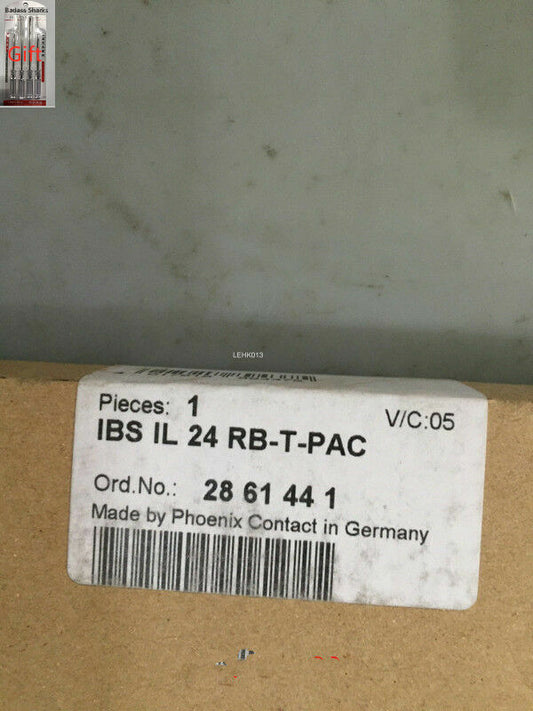 Badass Sharks
Gift
LEHK013
Pieces: 1
V/C:05
IBS IL 24 RB-T-PAC
Ord.No.: 28 61 44 1
Made by Phoenix Contact in Germany